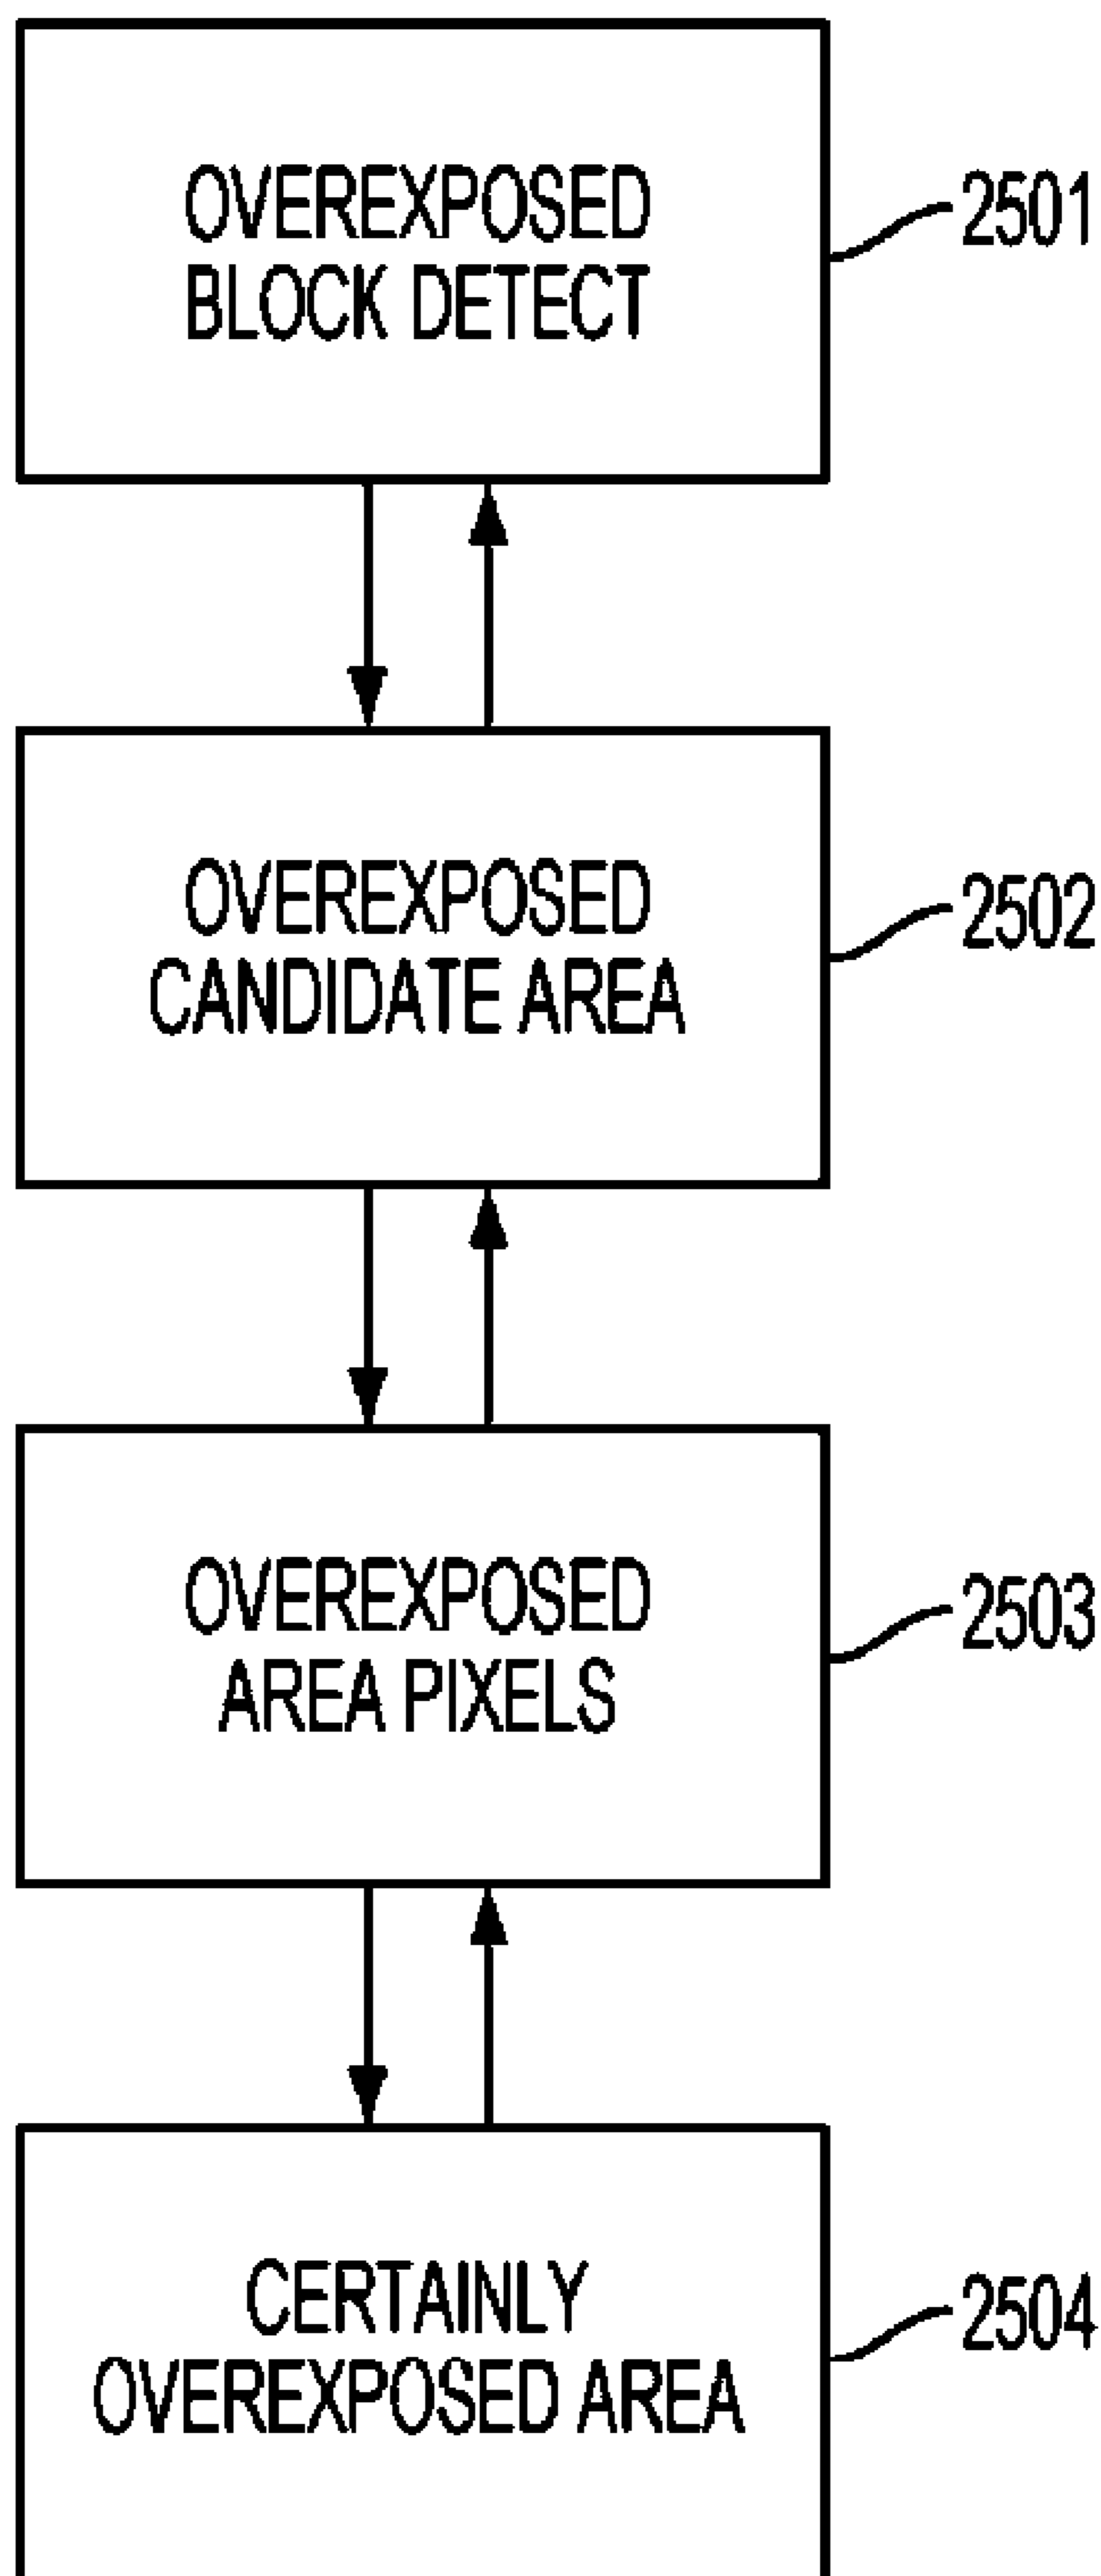 OVEREXPOSED
BLOCK DETECT
2501
OVEREXPOSED
CANDIDATE AREA
2502
OVEREXPOSED
AREA PIXELS
2503
CERTAINLY
OVEREXPOSED AREA
2504